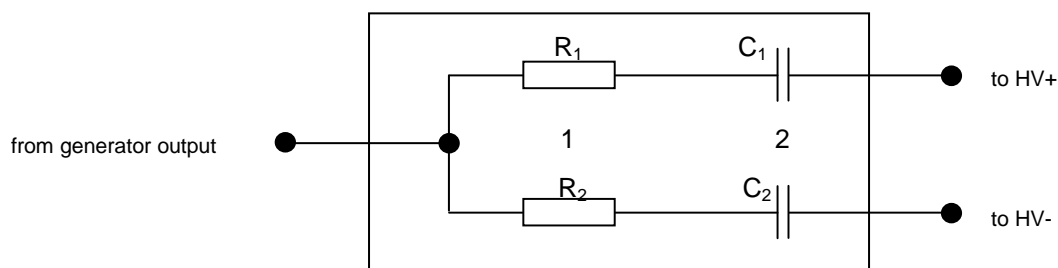 R₁ C₁
to HV+
from generator output
1 2
R₂ C₂
to HV-